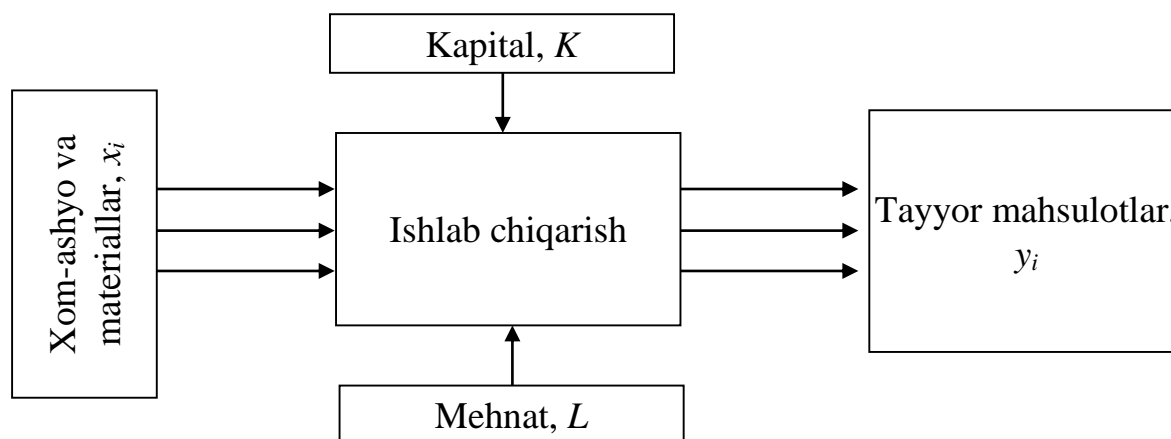 Kapital, K
Xom-ashyo va
materiallar, xᵢ
Ishlab chiqarish
Tayyor mahsulotlar,
yᵢ
Mehnat, L